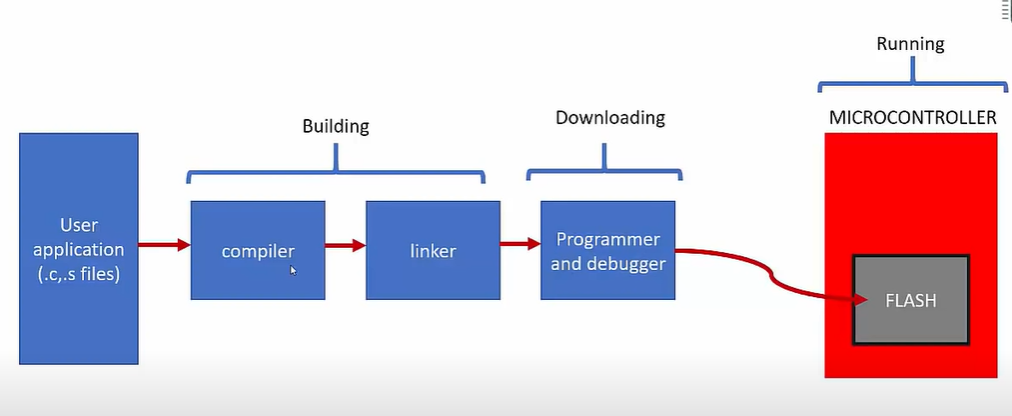 Running
MICROCONTROLLER
Downloading
Building
User
application
(.c,.s files)
compiler
linker
Programmer
and debugger
FLASH